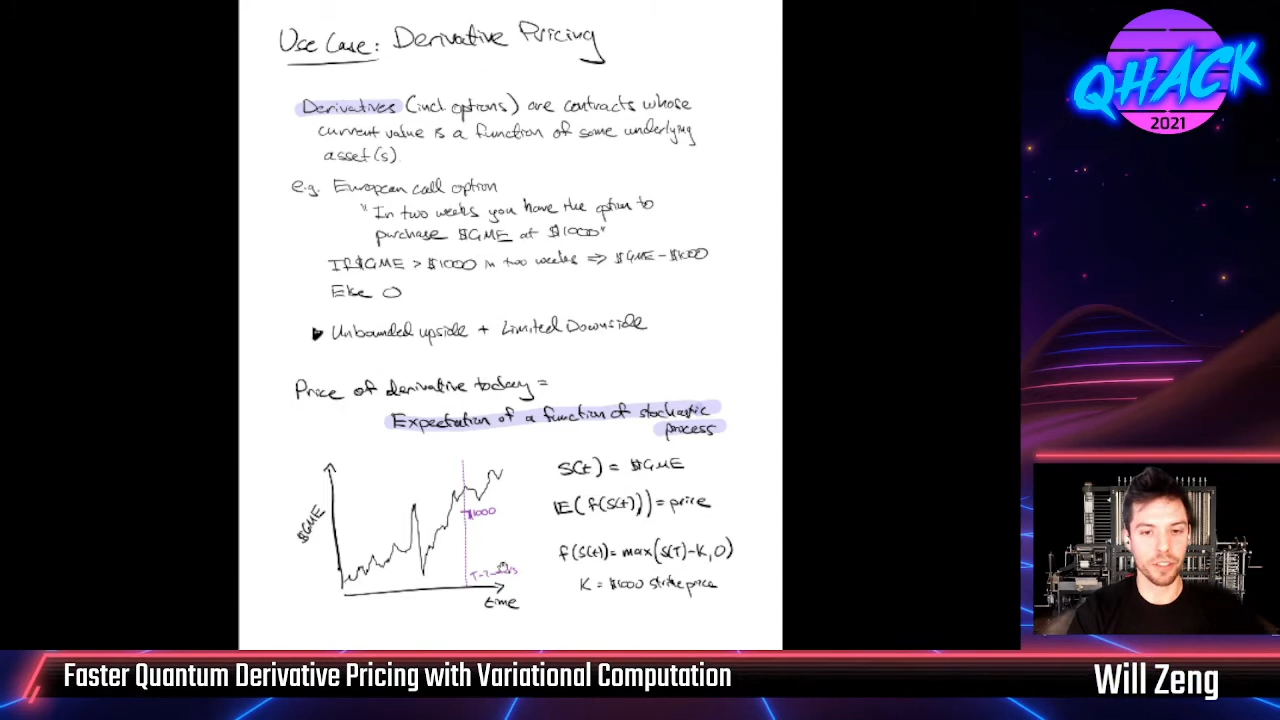 Use Case: Derivative Pricing
Derivatives (incl. options) are contracts whose
current value is a function of some underlying
asset(s).
e.g. European call option
"In two weeks you have the option to
purchase $GME at $1000"
If $GME > $1000 in two weeks ⇒ $GME - $1000
Else 0
Unbounded upside + Limited Downside
Price of derivative today =
Expectation of a function of stochastic
process
S(t) = $GME
E(f(S(t))) = price
f(S(t)) = max(S(T)-K, 0)
K = $1000 strike price
$GME
$1000
time
QHACK
2021
Faster Quantum Derivative Pricing with Variational Computation
Will Zeng